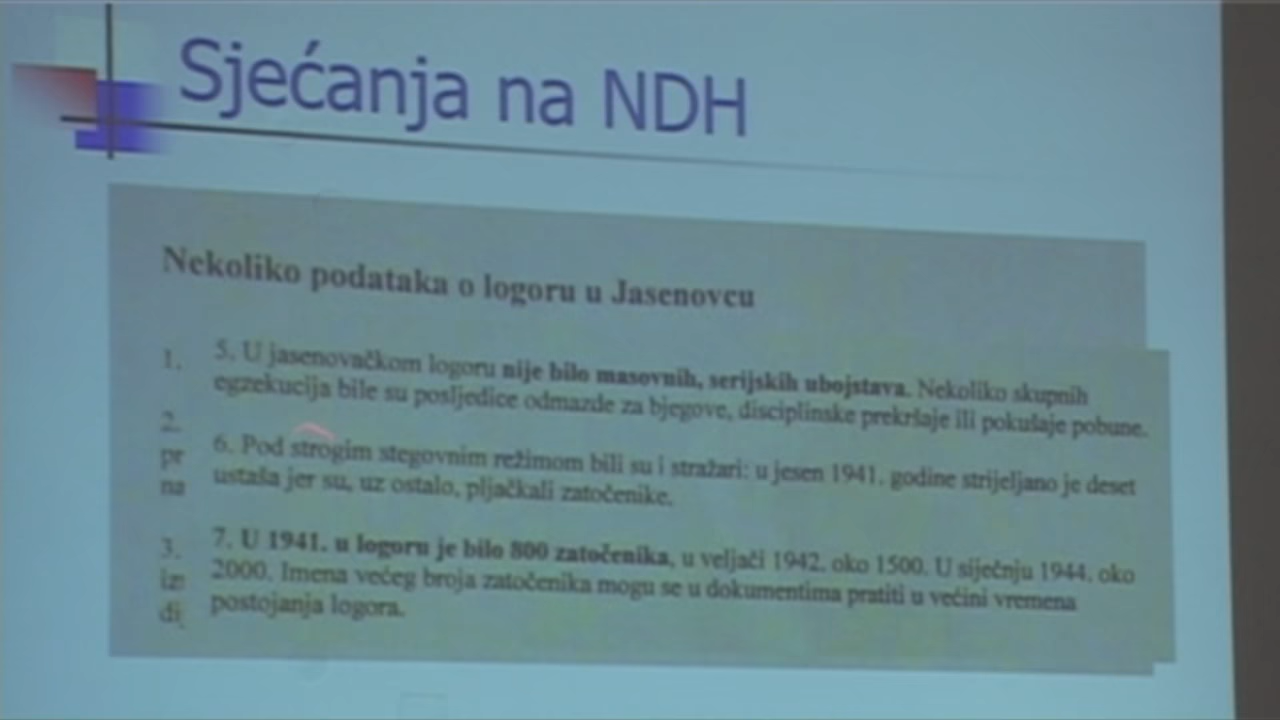 Sjećanja na NDH
Nekoliko podataka o logoru u Jasenovcu
1.
5. U jasenovačkom logoru nije bilo masovnih, serijskih ubojstava. Nekoliko skupnih
egzekucija bile su posljedice odmazde za bjegove, disciplinske prekršaje ili pokušaje pobune.
2.
pr
na
6. Pod strogim stegovnim režimom bili su i stražari: u jesen 1941. godine strijeljano je deset
ustaša jer su, uz ostalo, pljačkali zatočenike.
3.
iz
di
7. U 1941. u logoru je bilo 800 zatočenika, u veljači 1942. oko 1500. U siječnju 1944. oko
2000. Imena većeg broja zatočenika mogu se u dokumentima pratiti u većini vremena
postojanja logora.